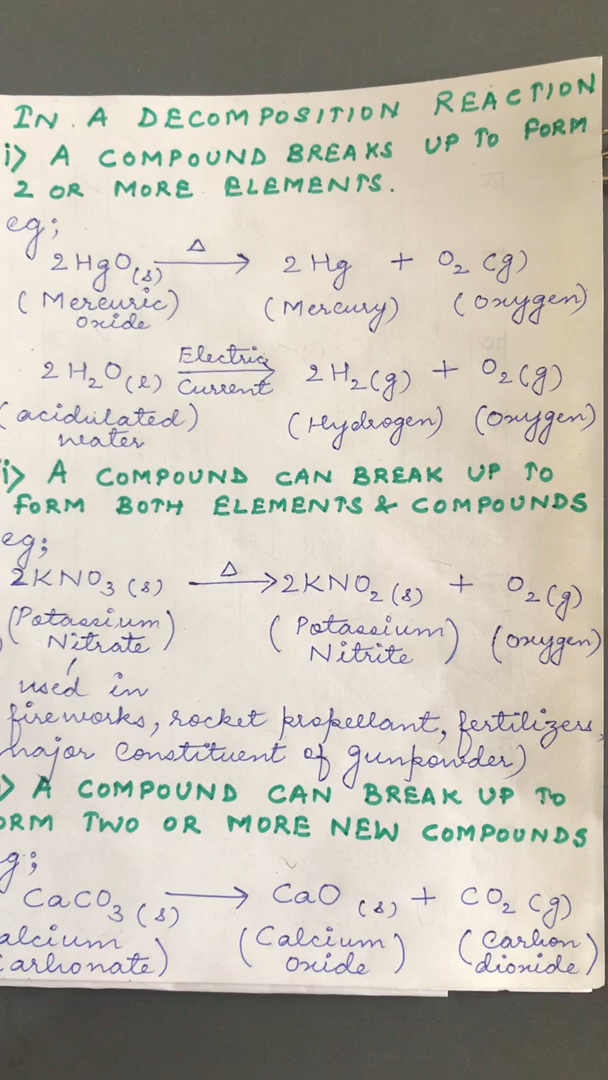 IN A DECOMPOSITION REACTION
i> A COMPOUND BREAKS UP TO FORM
2 OR MORE ELEMENTS.
eg;
2HgO(s) Δ→ 2Hg + O₂(g)
(Mercuric oxide) (Mercury) (Oxygen)
2H₂O(l) Electric Current→ 2H₂(g) + O₂(g)
(acidulated) water (Hydrogen) (Oxygen)
i> A COMPOUND CAN BREAK UP TO
FORM BOTH ELEMENTS & COMPOUNDS
eg;
2KNO₃(s) Δ→ 2KNO₂(s) + O₂(g)
(Potassium Nitrate) (Potassium Nitrite) (Oxygen)
used in
fireworks, rocket propellant, fertilizers,
major constituent of gunpowder)
> A COMPOUND CAN BREAK UP TO
ORM TWO OR MORE NEW COMPOUNDS
g;
CaCO₃(s) → CaO(s) + CO₂(g)
alcium carbonate) (Calcium oxide) (Carbon dioxide)